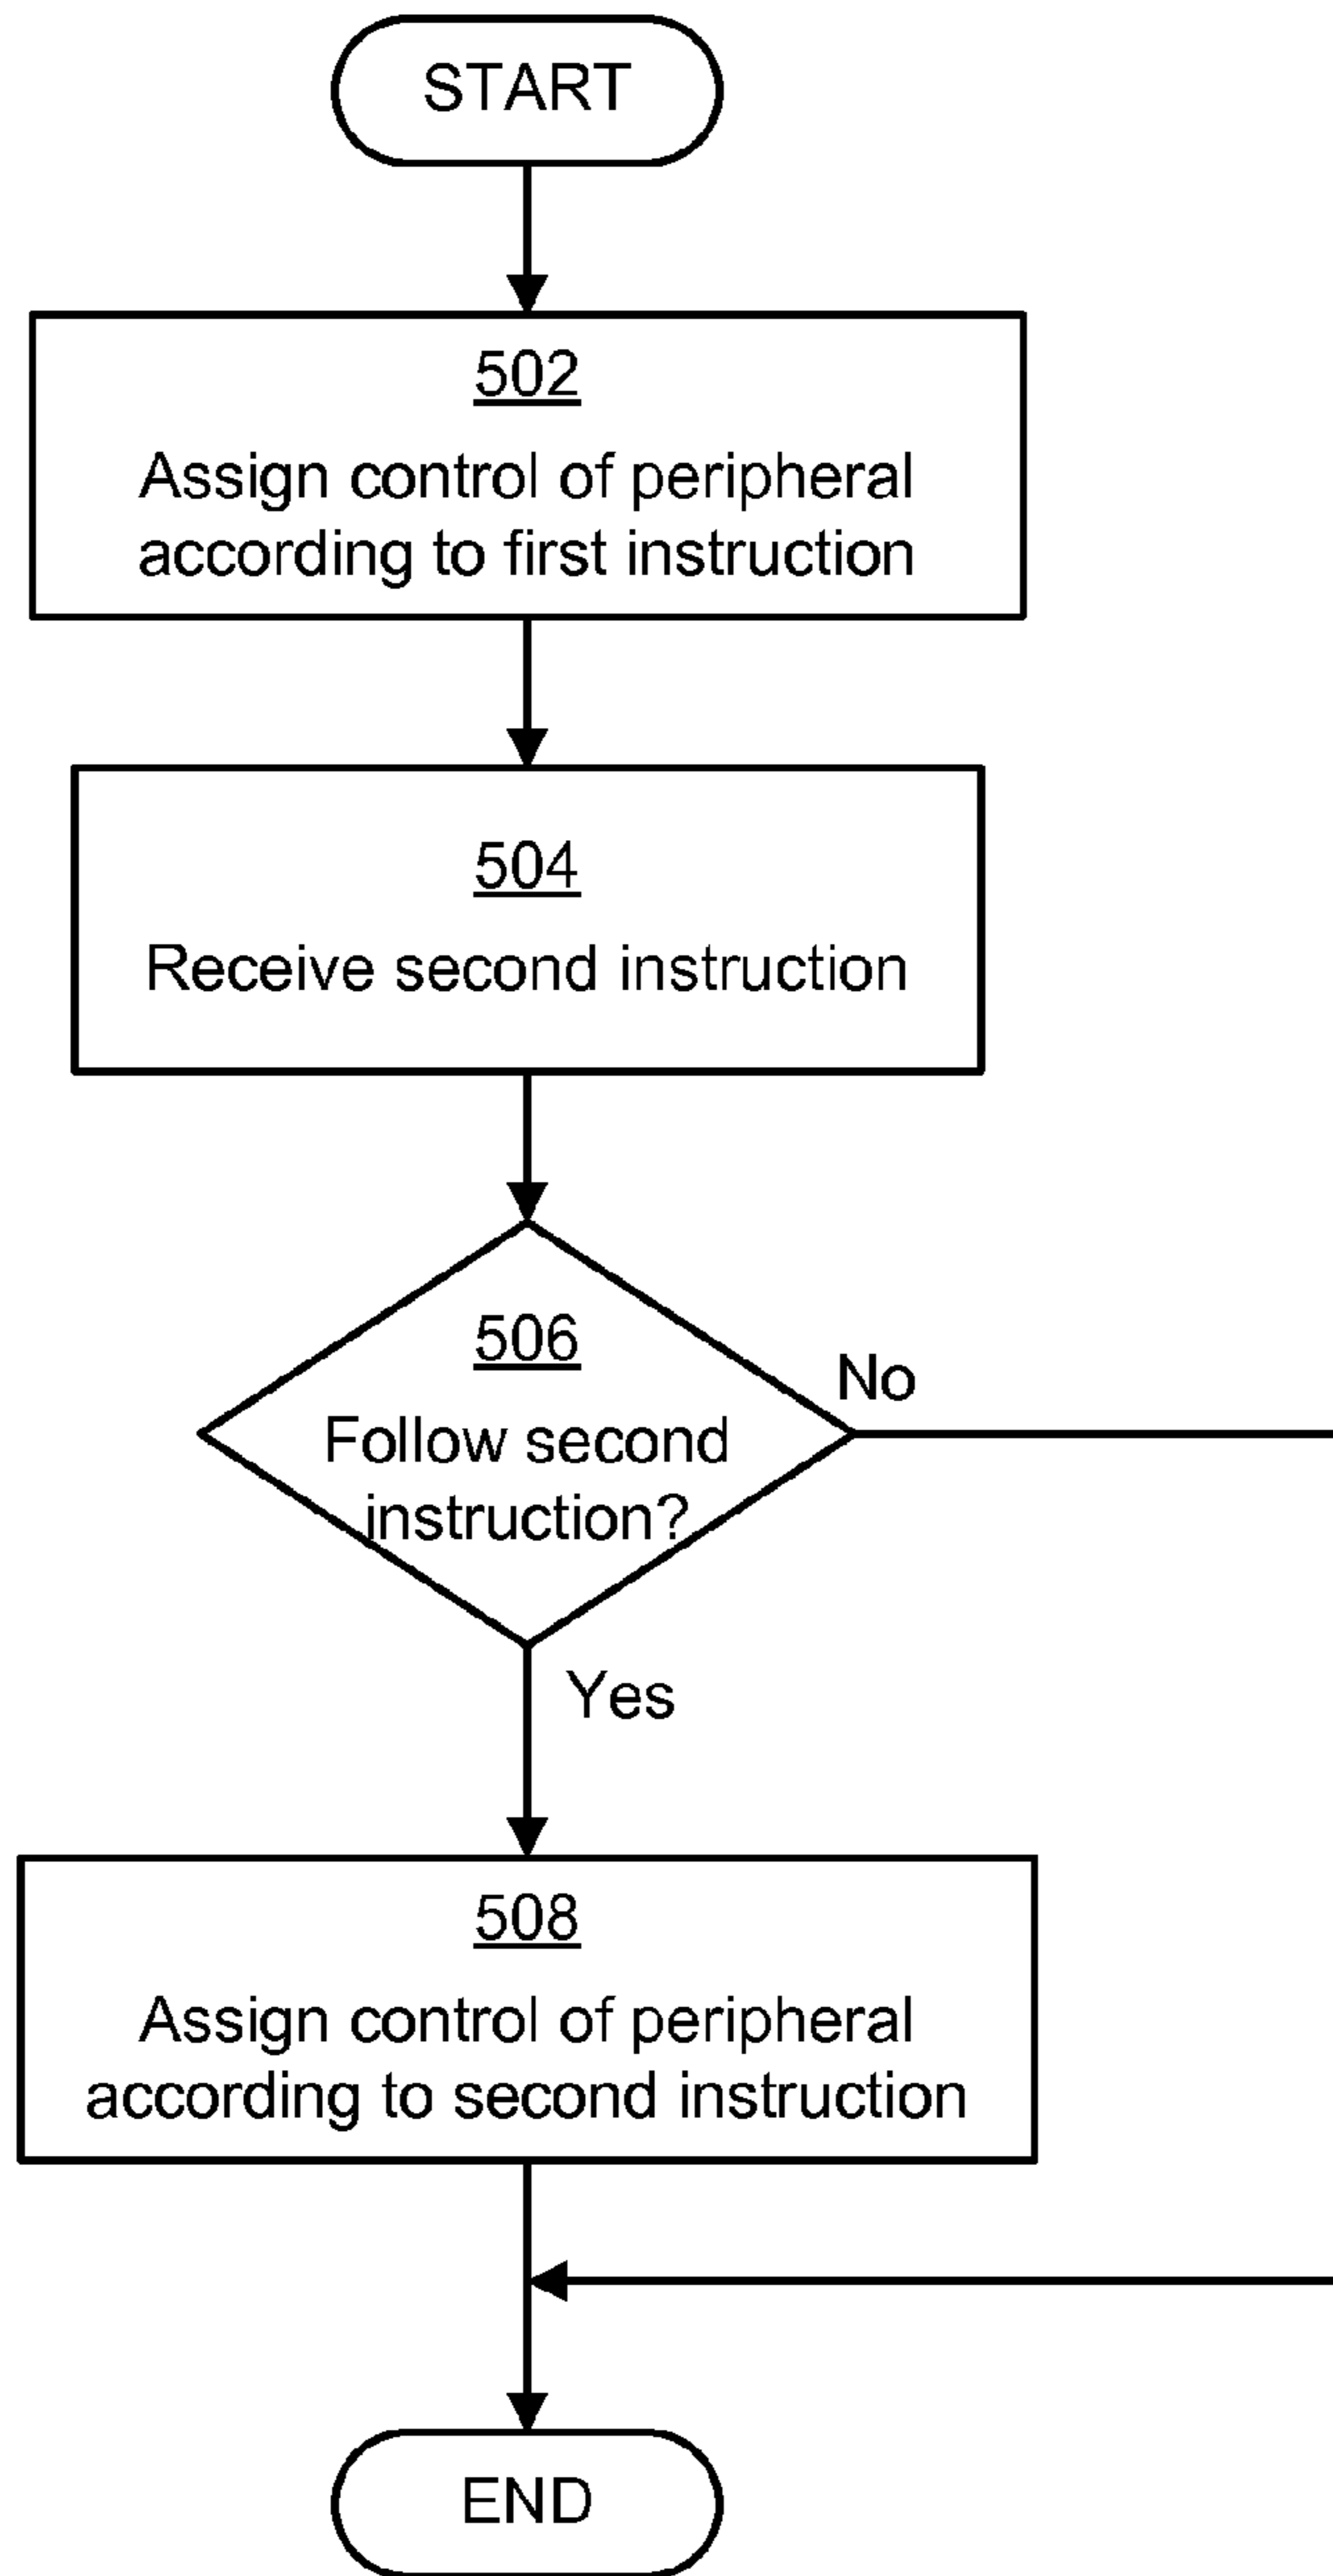 START
502
Assign control of peripheral
according to first instruction
504
Receive second instruction
506
Follow second
instruction?
No
Yes
508
Assign control of peripheral
according to second instruction
END